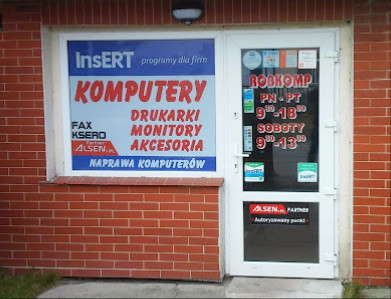 InsERT programy dla firm
KOMPUTERY
DRUKARKI
MONITORY
AKCESORIA
FAX
KSERO
Partner
ALSEN
NAPRAWA KOMPUTERÓW
ROBKOMP
PN - PT
9⁰⁰-18⁰⁰
SOBOTY
9⁰⁰-13⁰⁰
ALSEN PARTNER
Autoryzowany punkt